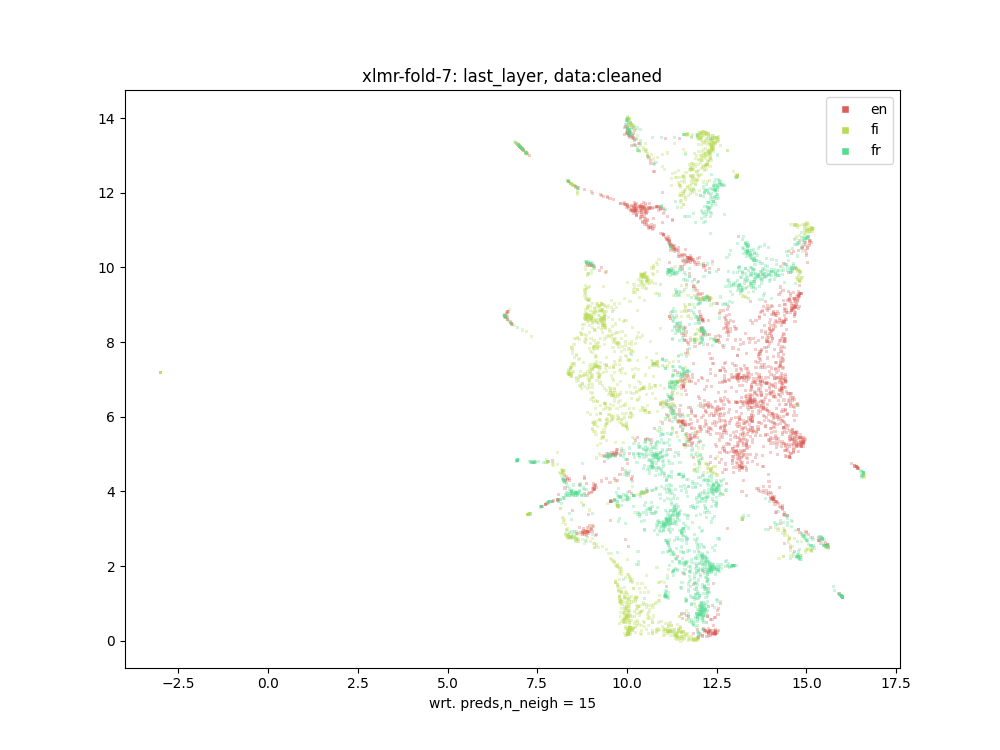 xlmr-fold-7: last_layer, data:cleaned
en
fi
fr
14
12
10
8
6
4
2
0
−2.5 0.0 2.5 5.0 7.5 10.0 12.5 15.0 17.5
wrt. preds,n_neigh = 15